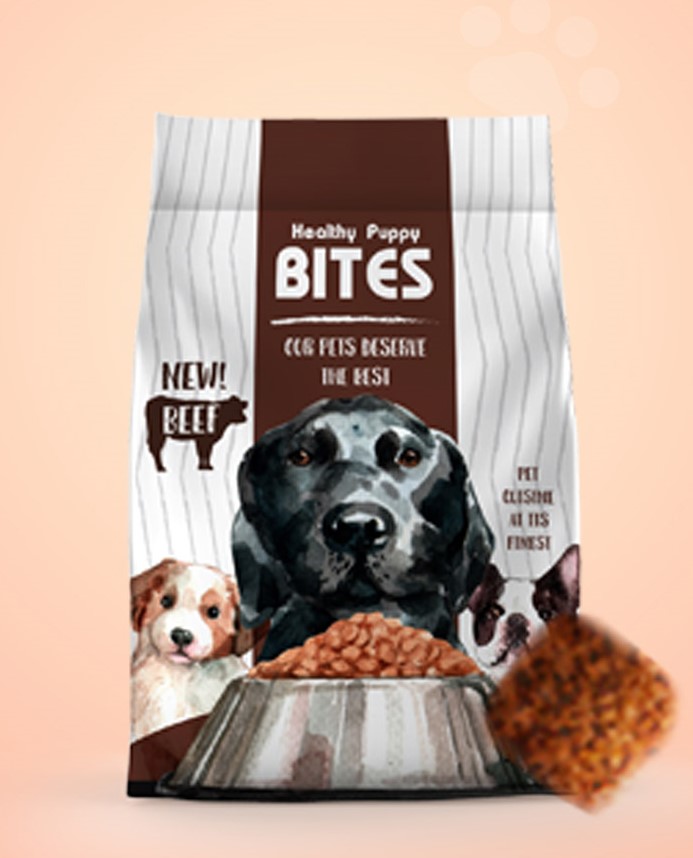 Healthy Puppy
BITES
OUR PETS DESERVE
THE BEST
NEW!
BEEF
PET
CUISINE
AT ITS
FINEST